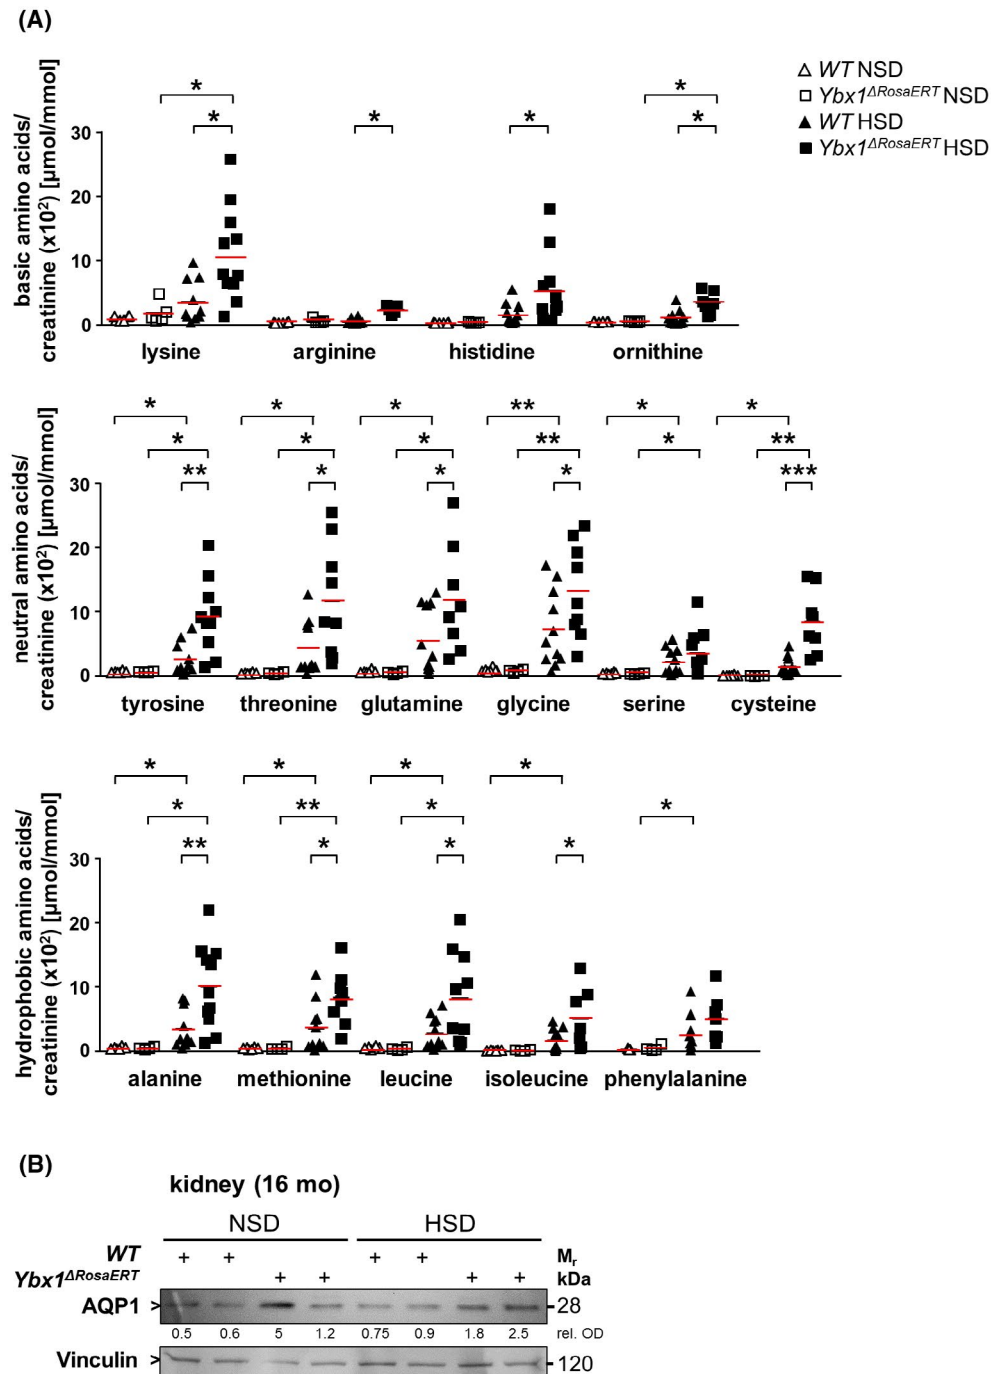 (A)
△ WT NSD
□ Ybx1ΔRosaERT NSD
▲ WT HSD
■ Ybx1ΔRosaERT HSD
basic amino acids/
creatinine (x10²) [µmol/mmol]
* * * * * *
30
20
10
0
lysine arginine histidine ornithine
neutral amino acids/
creatinine (x10²) [µmol/mmol]
* * * ** * *
* * * ** * **
** * * * ***
30
20
10
0
tyrosine threonine glutamine glycine serine cysteine
hydrophobic amino acids/
creatinine (x10²) [µmol/mmol]
* * * *
* ** * *
** * * *
30
20
10
0
alanine methionine leucine isoleucine phenylalanine
(B)
kidney (16 mo)
NSD HSD
WT + + + + Mr
Ybx1ΔRosaERT + + + + kDa
AQP1 > -28
0.5 0.6 5 1.2 0.75 0.9 1.8 2.5 rel. OD
Vinculin > -120